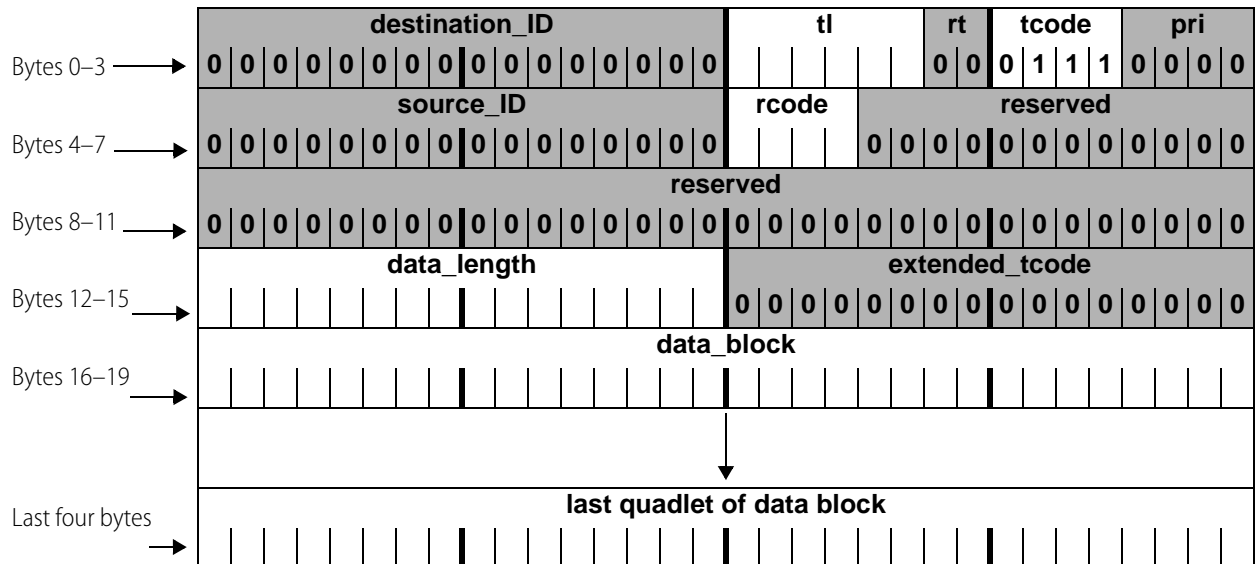 destination_ID tl rt tcode pri
Bytes 0–3 0 0 0 0 0 0 0 0 0 0 0 0 0 0 0 0 0 0 0 1 1 1 0 0 0 0
source_ID rcode reserved
Bytes 4–7 0 0 0 0 0 0 0 0 0 0 0 0 0 0 0 0 0 0 0 0 0 0 0 0 0 0 0 0
reserved
Bytes 8–11 0 0 0 0 0 0 0 0 0 0 0 0 0 0 0 0 0 0 0 0 0 0 0 0 0 0 0 0 0 0 0 0
data_length extended_tcode
Bytes 12–15 0 0 0 0 0 0 0 0 0 0 0 0 0 0 0 0
data_block
Bytes 16–19
last quadlet of data block
Last four bytes